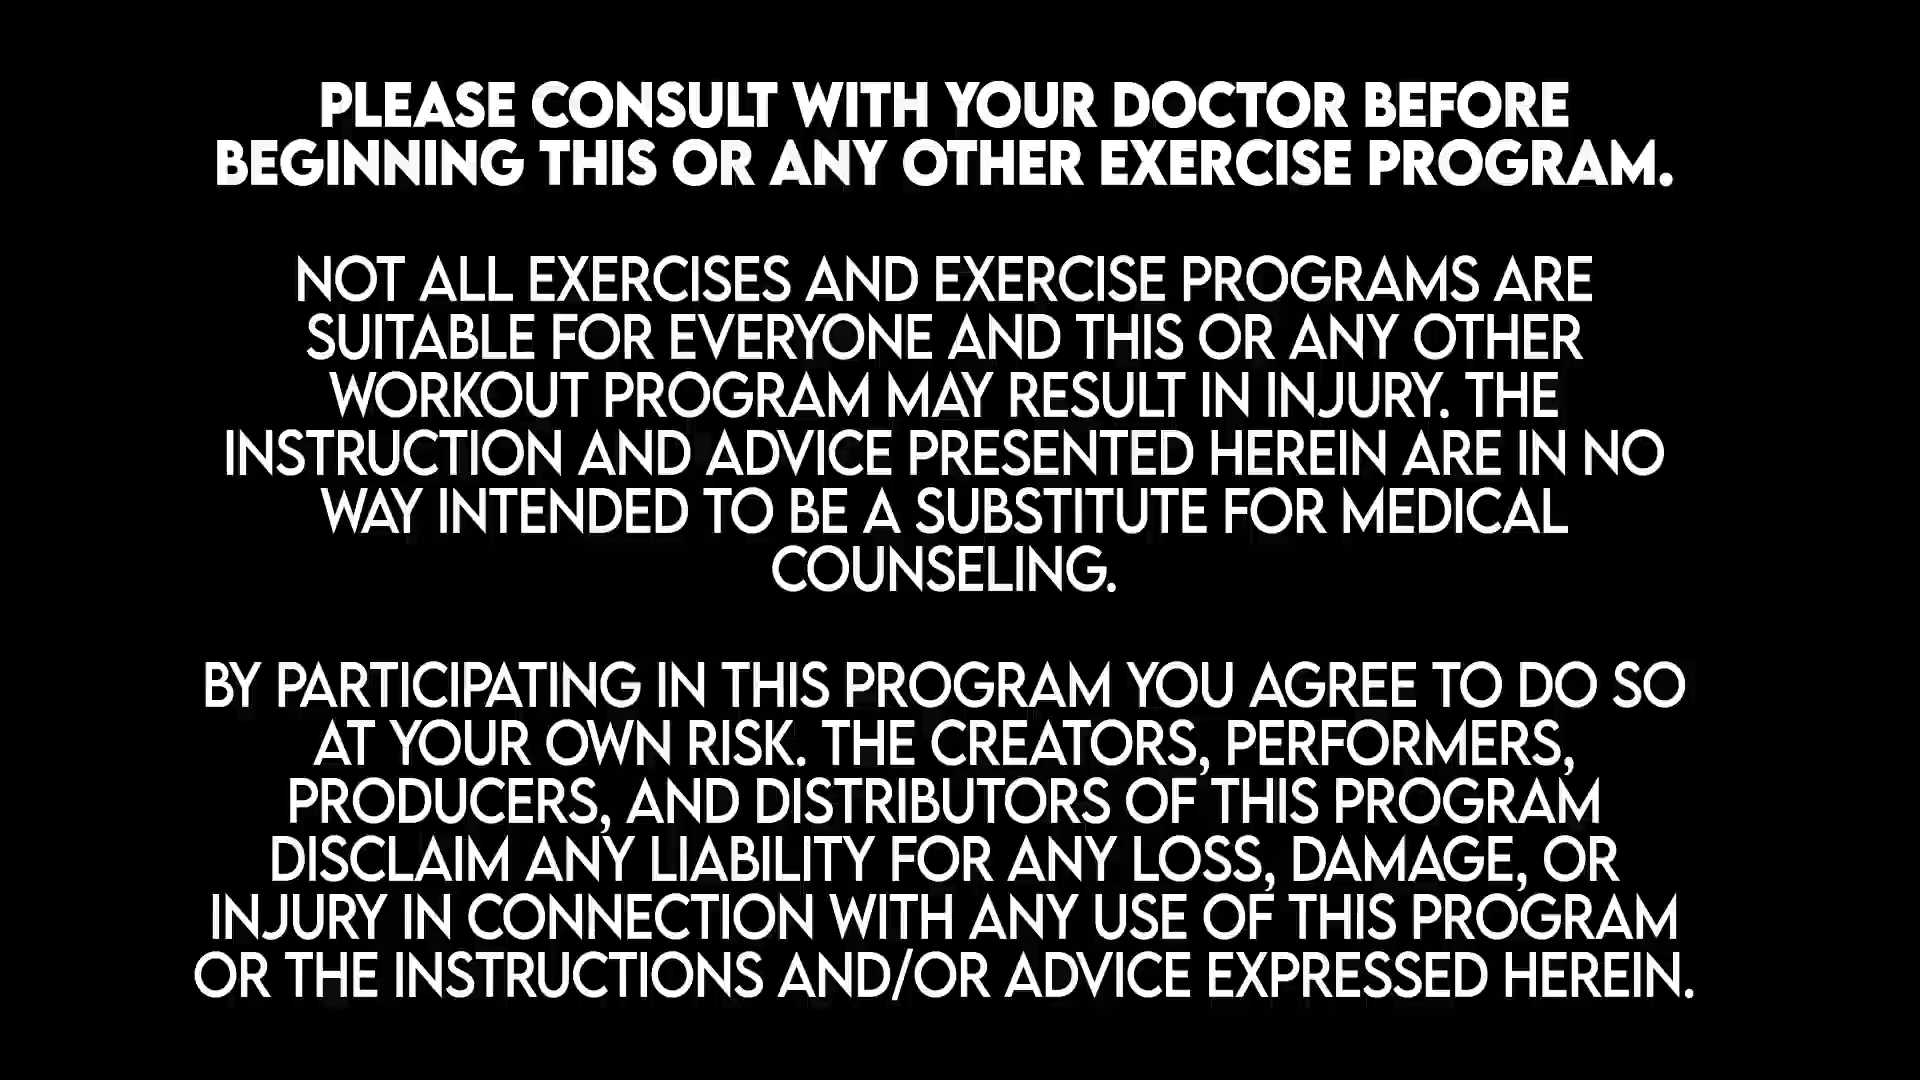 PLEASE CONSULT WITH YOUR DOCTOR BEFORE
BEGINNING THIS OR ANY OTHER EXERCISE PROGRAM.
NOT ALL EXERCISES AND EXERCISE PROGRAMS ARE
SUITABLE FOR EVERYONE AND THIS OR ANY OTHER
WORKOUT PROGRAM MAY RESULT IN INJURY. THE
INSTRUCTION AND ADVICE PRESENTED HEREIN ARE IN NO
WAY INTENDED TO BE A SUBSTITUTE FOR MEDICAL
COUNSELING.
BY PARTICIPATING IN THIS PROGRAM YOU AGREE TO DO SO
AT YOUR OWN RISK. THE CREATORS, PERFORMERS,
PRODUCERS, AND DISTRIBUTORS OF THIS PROGRAM
DISCLAIM ANY LIABILITY FOR ANY LOSS, DAMAGE, OR
INJURY IN CONNECTION WITH ANY USE OF THIS PROGRAM
OR THE INSTRUCTIONS AND/OR ADVICE EXPRESSED HEREIN.